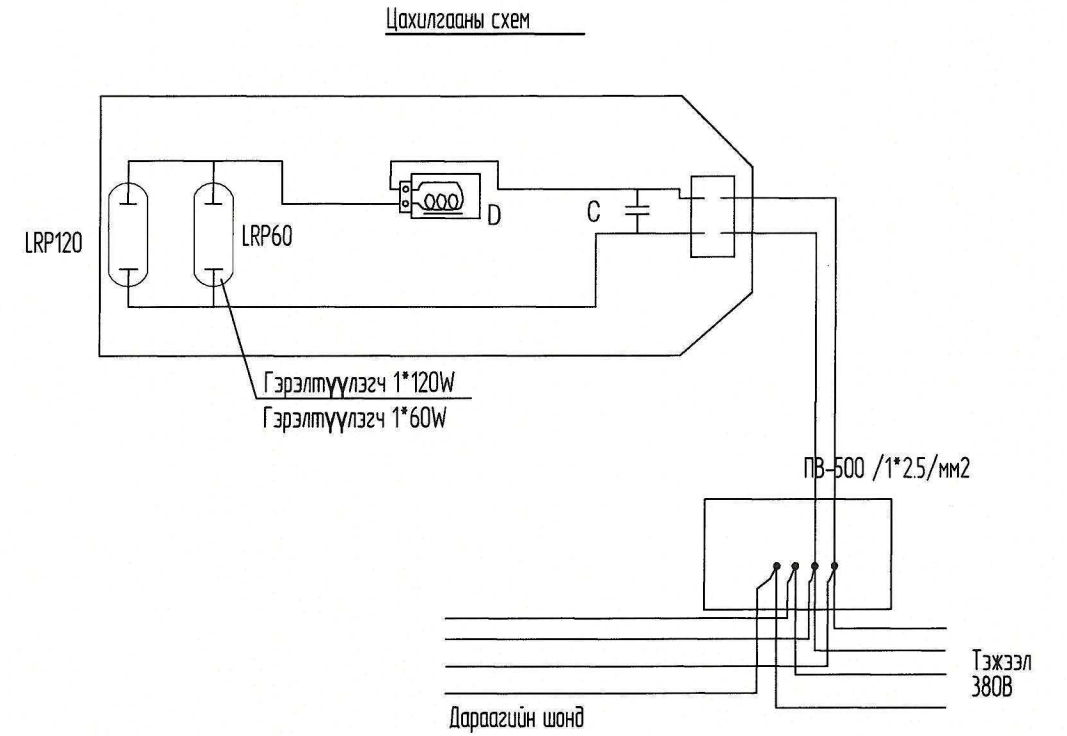 Цахилгааны схем
D
C
LRP120
LRP60
Гэрэлтүүлэгч 1*120W
Гэрэлтүүлэгч 1*60W
ПВ-500 /1*2.5/мм2
Тэжээл
380В
Дараагийн шонд